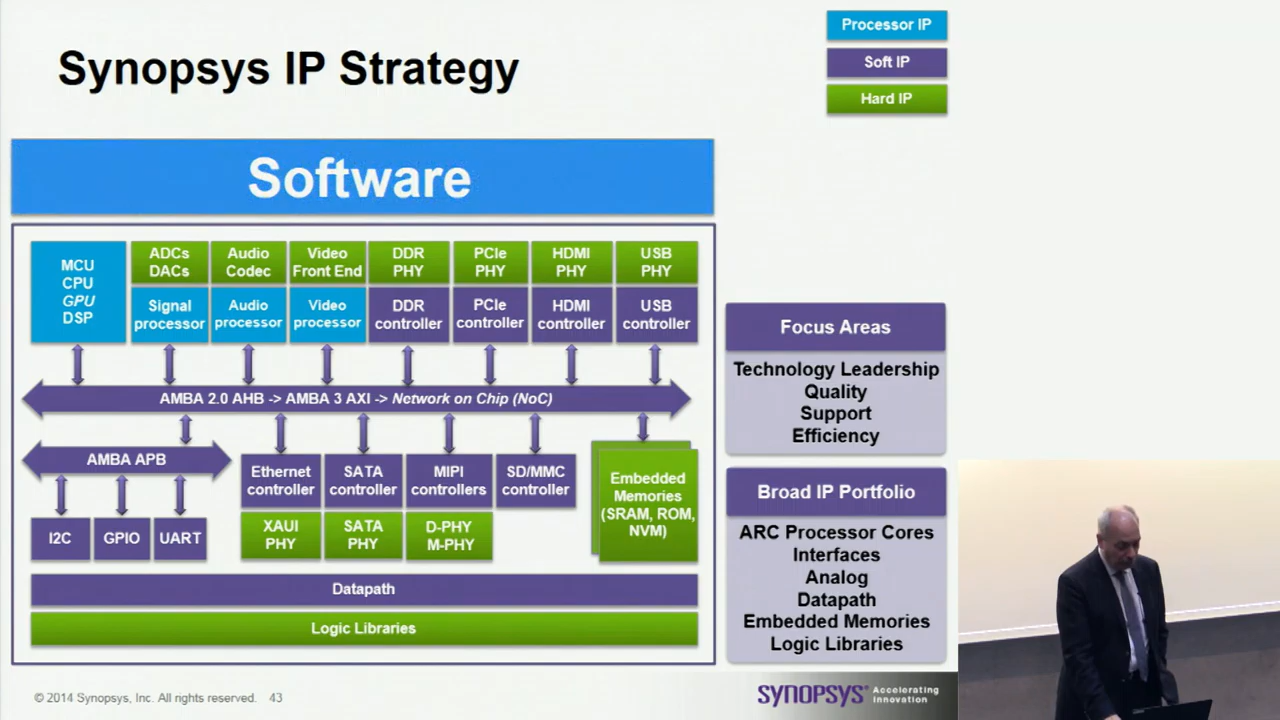 Synopsys IP Strategy
Processor IP
Soft IP
Hard IP
Software
MCU
CPU
GPU
DSP
ADCs
DACs
Audio
Codec
Video
Front End
DDR
PHY
PCIe
PHY
HDMI
PHY
USB
PHY
Signal
processor
Audio
processor
Video
processor
DDR
controller
PCIe
controller
HDMI
controller
USB
controller
AMBA 2.0 AHB -> AMBA 3 AXI -> Network on Chip (NoC)
AMBA APB
I2C
GPIO
UART
Ethernet
controller
SATA
controller
MIPI
controllers
SD/MMC
controller
XAUI
PHY
SATA
PHY
D-PHY
M-PHY
Embedded
Memories
(SRAM, ROM,
NVM)
Datapath
Logic Libraries
Focus Areas
Technology Leadership
Quality
Support
Efficiency
Broad IP Portfolio
ARC Processor Cores
Interfaces
Analog
Datapath
Embedded Memories
Logic Libraries
© 2014 Synopsys, Inc. All rights reserved. 43
SYNOPSYS® Accelerating
Innovation